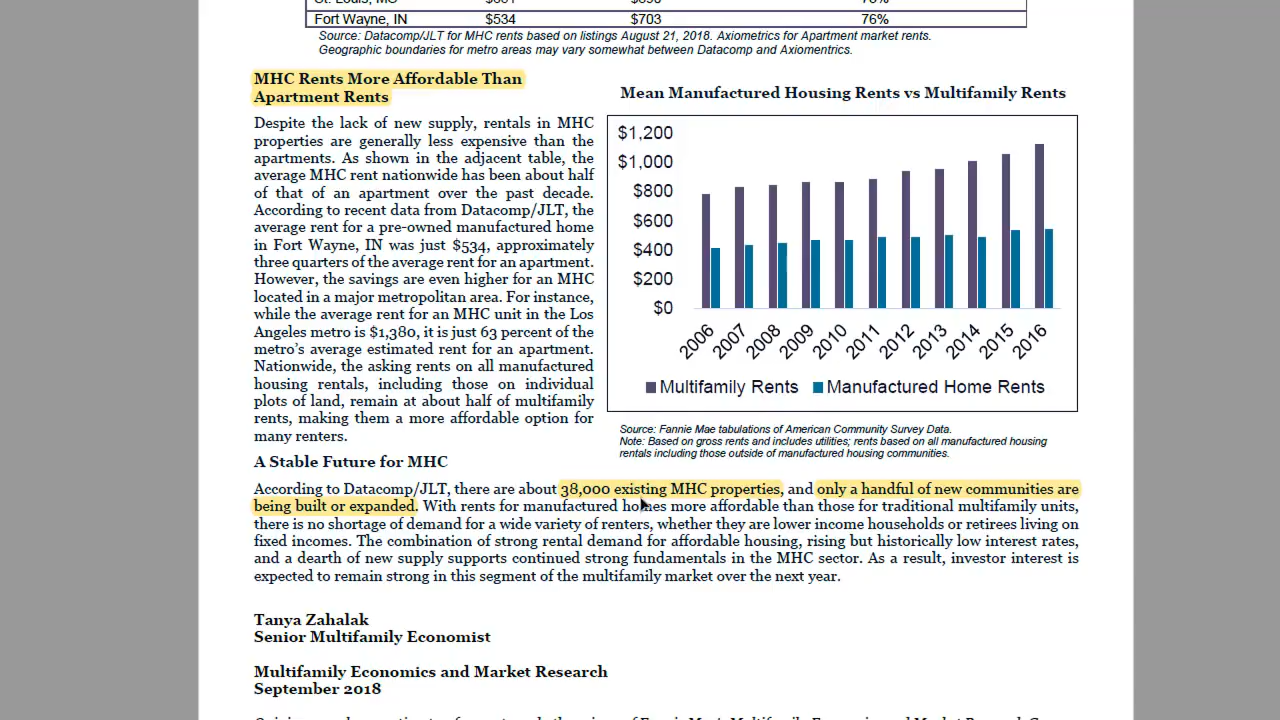 Fort Wayne, IN $534 $703 76%
Source: Datacomp/JLT for MHC rents based on listings August 21, 2018. Axiometrics for Apartment market rents.
Geographic boundaries for metro areas may vary somewhat between Datacomp and Axiomentrics.
MHC Rents More Affordable Than
Apartment Rents
Despite the lack of new supply, rentals in MHC
properties are generally less expensive than the
apartments. As shown in the adjacent table, the
average MHC rent nationwide has been about half
of that of an apartment over the past decade.
According to recent data from Datacomp/JLT, the
average rent for a pre-owned manufactured home
in Fort Wayne, IN was just $534, approximately
three quarters of the average rent for an apartment.
However, the savings are even higher for an MHC
located in a major metropolitan area. For instance,
while the average rent for an MHC unit in the Los
Angeles metro is $1,380, it is just 63 percent of the
metro's average estimated rent for an apartment.
Nationwide, the asking rents on all manufactured
housing rentals, including those on individual
plots of land, remain at about half of multifamily
rents, making them a more affordable option for
many renters.
Mean Manufactured Housing Rents vs Multifamily Rents
$1,200
$1,000
$800
$600
$400
$200
$0
2006 2007 2008 2009 2010 2011 2012 2013 2014 2015 2016
Multifamily Rents Manufactured Home Rents
Source: Fannie Mae tabulations of American Community Survey Data.
Note: Based on gross rents and includes utilities; rents based on all manufactured housing
rentals including those outside of manufactured housing communities.
A Stable Future for MHC
According to Datacomp/JLT, there are about 38,000 existing MHC properties, and only a handful of new communities are
being built or expanded. With rents for manufactured homes more affordable than those for traditional multifamily units,
there is no shortage of demand for a wide variety of renters, whether they are lower income households or retirees living on
fixed incomes. The combination of strong rental demand for affordable housing, rising but historically low interest rates,
and a dearth of new supply supports continued strong fundamentals in the MHC sector. As a result, investor interest is
expected to remain strong in this segment of the multifamily market over the next year.
Tanya Zahalak
Senior Multifamily Economist
Multifamily Economics and Market Research
September 2018